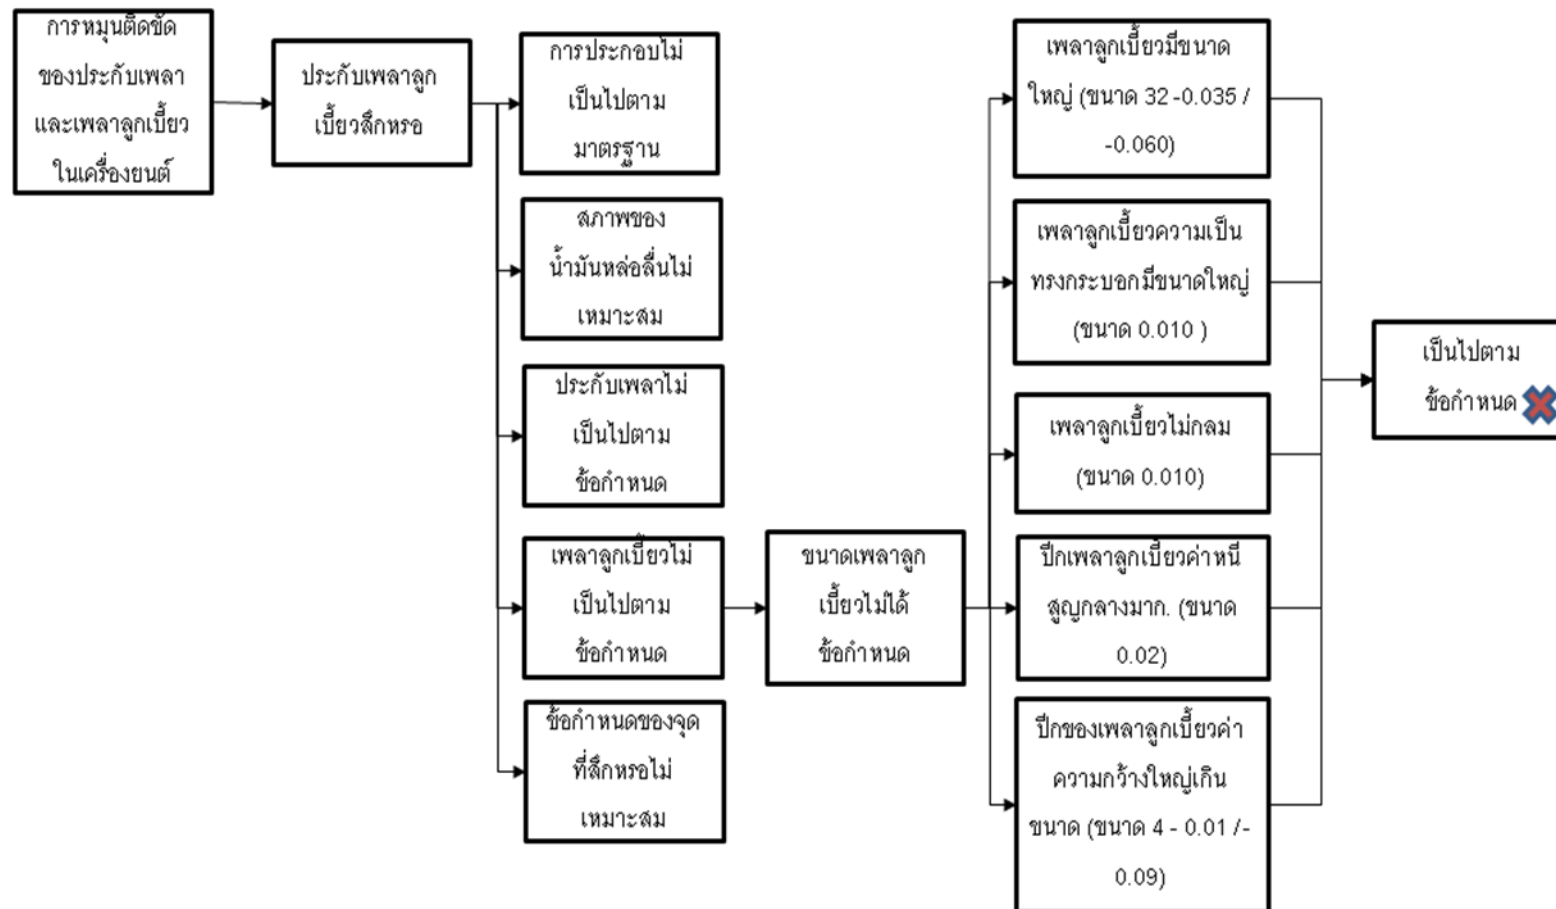 การหมุนติดขัด
ของประกับเพลา
และเพลาลูกเบี้ยว
ในเครื่องยนต์
ประกับเพลาลูก
เบี้ยวสึกหรอ
การประกอบไม่
เป็นไปตาม
มาตรฐาน
สภาพของ
น้ำมันหล่อลื่นไม่
เหมาะสม
ประกับเพลาไม่
เป็นไปตาม
ข้อกำหนด
เพลาลูกเบี้ยวไม่
เป็นไปตาม
ข้อกำหนด
ข้อกำหนดของจุด
ที่สึกหรอไม่
เหมาะสม
ขนาดเพลาลูก
เบี้ยวไม่ได้
ข้อกำหนด
เพลาลูกเบี้ยวมีขนาด
ใหญ่ (ขนาด 32 -0.035 /
-0.060)
เพลาลูกเบี้ยวความเป็น
ทรงกระบอกมีขนาดใหญ่
(ขนาด 0.010 )
เพลาลูกเบี้ยวไม่กลม
(ขนาด 0.010)
ปีกเพลาลูกเบี้ยวค่าหนี
สูญกลางมาก. (ขนาด
0.02)
ปีกของเพลาลูกเบี้ยวค่า
ความกว้างใหญ่เกิน
ขนาด (ขนาด 4 - 0.01 /-
0.09)
เป็นไปตาม
ข้อกำหนด